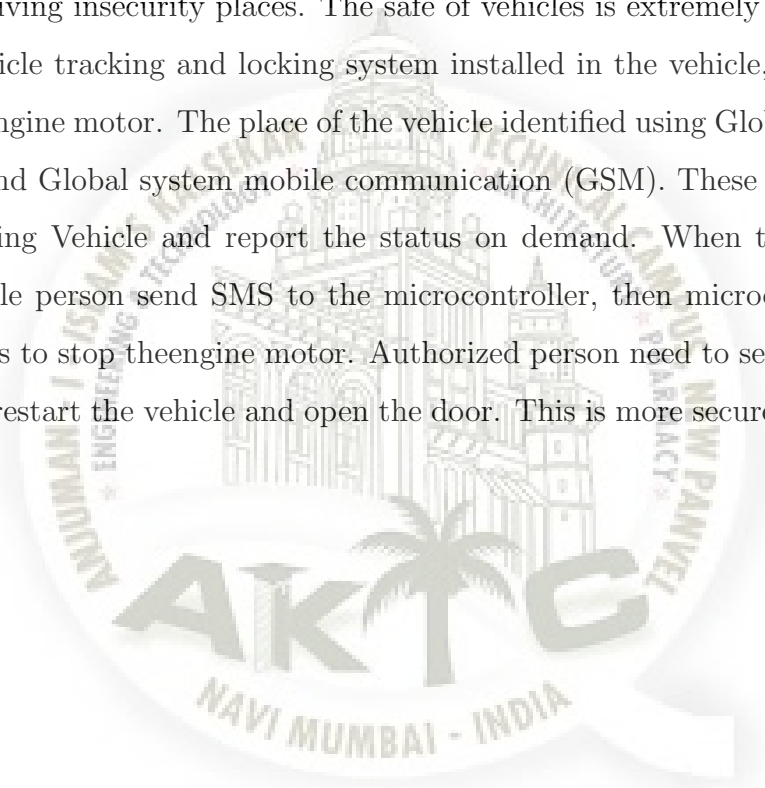 iving insecurity places. The safe of vehicles is extremely
icle tracking and locking system installed in the vehicle,
ngine motor. The place of the vehicle identified using Glob
nd Global system mobile communication (GSM). These
ing Vehicle and report the status on demand. When t
le person send SMS to the microcontroller, then microc
s to stop theengine motor. Authorized person need to se
restart the vehicle and open the door. This is more secure
ANJUMAN-I-ISLAM'S KALSEKAR TECHNICAL CAMPUS NEW PANVEL
ENGINEERING & TECHNOLOGY ARCHITECTURE * PHARMACY *
AKTC
NAVI MUMBAI - INDIA